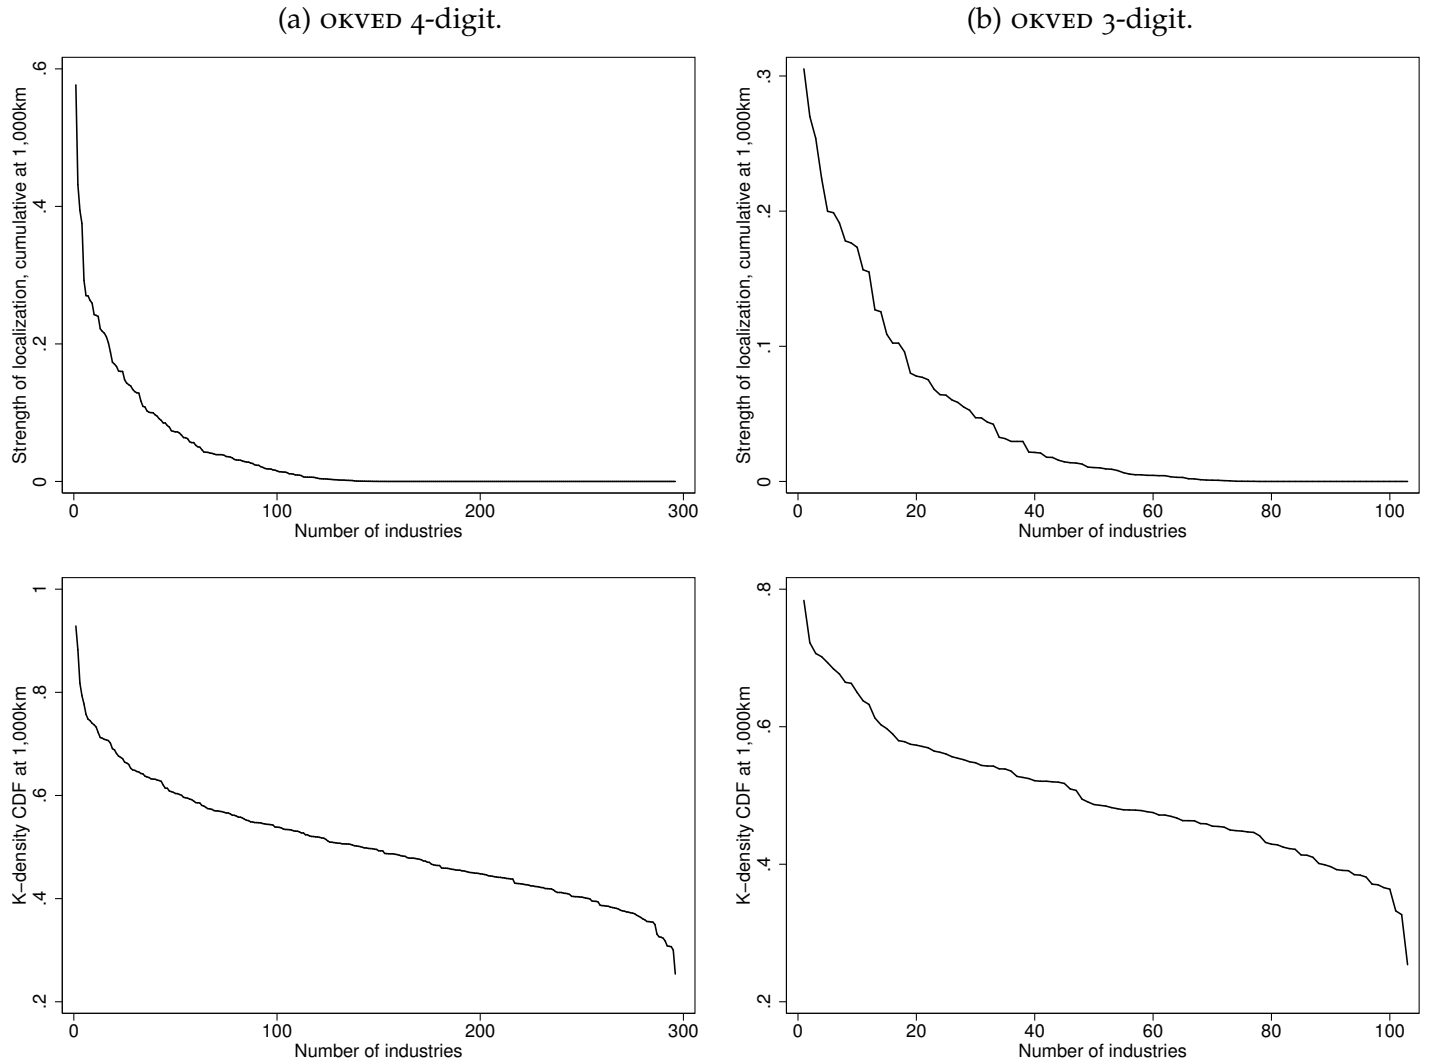 (a) OKVED 4-digit.
(b) OKVED 3-digit.
Strength of localization, cumulative at 1,000km
.6
.4
.2
0
0 100 200 300
Number of industries
Strength of localization, cumulative at 1,000km
.3
.2
.1
0
0 20 40 60 80 100
Number of industries
K−density CDF at 1,000km
1
.8
.6
.4
.2
0 100 200 300
Number of industries
K−density CDF at 1,000km
.8
.6
.4
.2
0 20 40 60 80 100
Number of industries